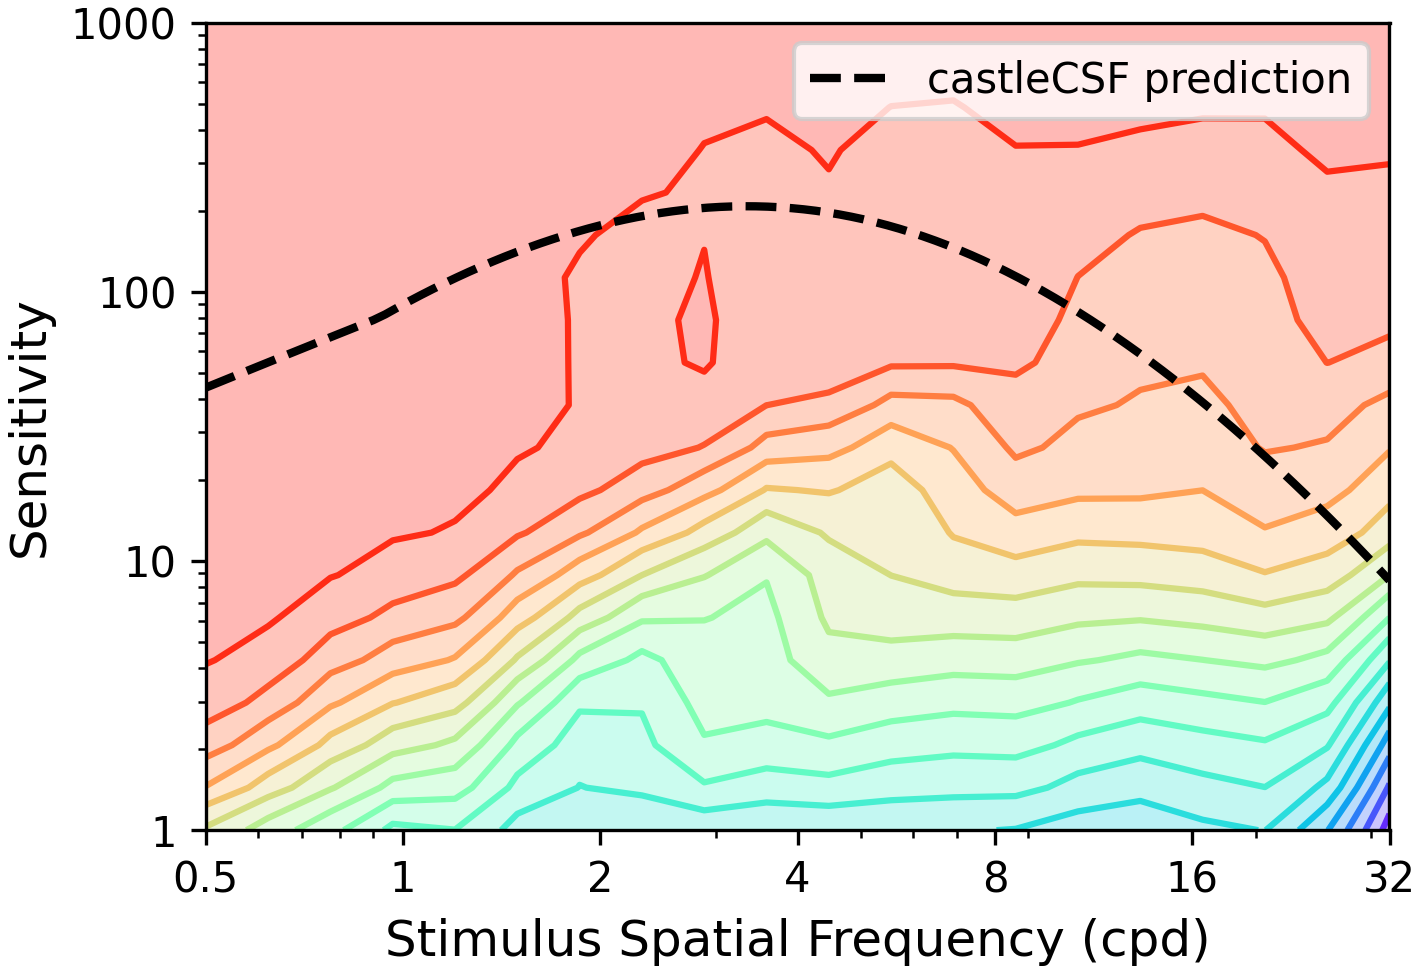 1000
100
10
1
Sensitivity
castleCSF prediction
0.5 1 2 4 8 16 32
Stimulus Spatial Frequency (cpd)